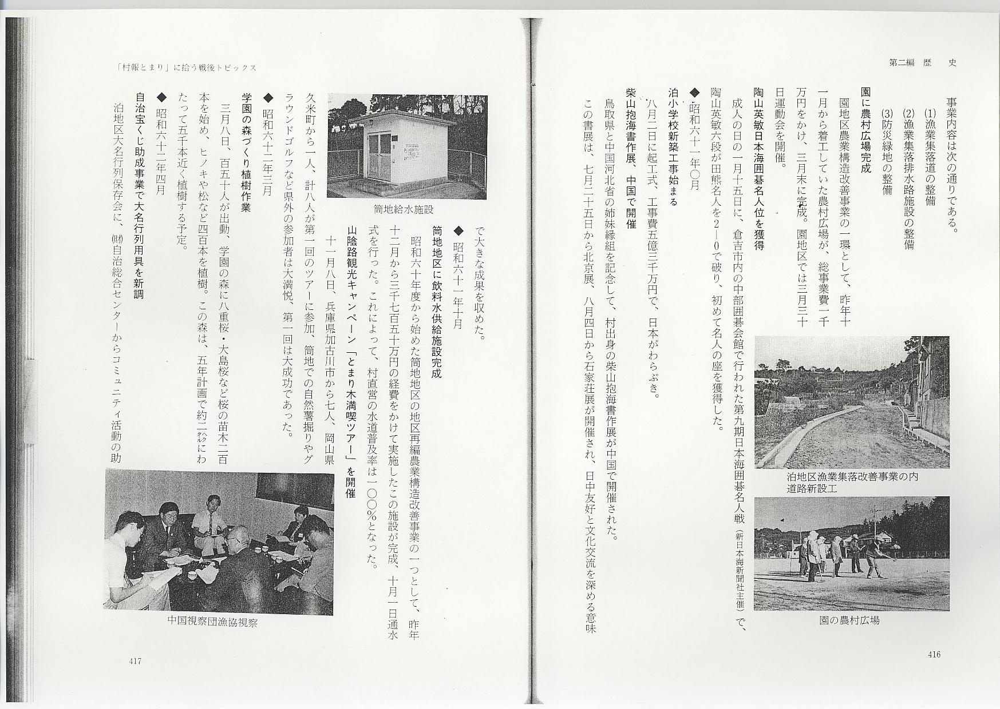 第二編　歴　　史
事業内容は次の通りである。
(1)漁業集落道の整備
(2)漁業集落排水路施設の整備
(3)防災緑地の整備
園に農村広場完成
園地区農業構造改善事業の一環として、昨年十
一月から着工していた農村広場が、総事業費一千
万円をかけ、三月末に完成。園地区では三月三十
日運動会を開催。
陶山英敏日本海囲碁名人位を獲得
成人の日の一月十五日に、倉吉市内の中部囲碁会館で行われた第九期日本海囲碁名人戦（新日本海新聞社主催）で、
陶山英敏六段が田熊名人を2―0で破り、初めて名人の座を獲得した。
◆昭和六十一年〇月
泊小学校新築工事始まる
八月二日に起工式、工事費五億三千万円で、日本がわらぶき。
柴山抱海書作展、中国で開催
鳥取県と中国河北省の姉妹縁組を記念して、村出身の柴山抱海書作展が中国で開催された。
この書展は、七月二十五日から北京展、八月四日から石家荘展が開催され、日中友好と文化交流を深める意味
泊地区漁業集落改善事業の内
道路新設工
園の農村広場
416
「村報とまり」に拾う戦後トピックス
で大きな成果を収めた。
◆昭和六十一年十月
筒地地区に飲料水供給施設完成
昭和六十年度から始めた筒地地区の地区再編農業構造改善事業の一つとして、昨年
十二月から三千七百五十万円の経費をかけて実施したこの施設が完成、十月一日通水
式を行った。これによって、村直営の水道普及率は一〇〇％となった。
山陰路観光キャンペーン「とまり木満喫ツアー」を開催
十一月八日、兵庫県加古川市から七人、岡山県
久米町から一人、計八人が第一回のツアーに参加、筒地での自然薯掘りやグ
ラウンドゴルフなど県外の参加者は大満悦、第一回は大成功であった。
◆昭和六十二年三月
学園の森づくり植樹作業
三月八日、百五十人が出動、学園の森に八重桜・大島桜など桜の苗木二百
本を始め、ヒノキや松など四百本を植樹。この森は、五年計画で約二㌶にわ
たって五千本近く植樹する予定。
◆昭和六十二年四月
自治宝くじ助成事業で大名行列用具を新調
泊地区大名行列保存会に、㈶自治総合センターからコミュニティ活動の助
筒地給水施設
中国視察団漁協視察
417